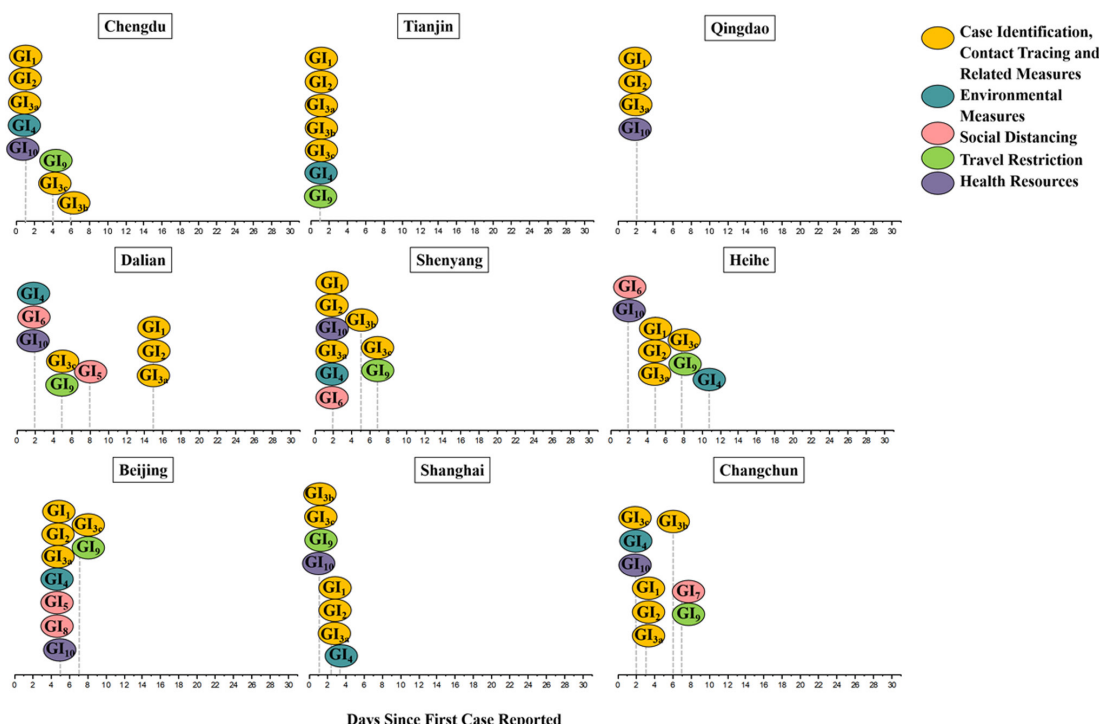 Chengdu
GI1
GI2
GI3a
GI4
GI10
GI9
GI3c
GI3b
0 2 4 6 8 10 12 14 16 18 20 22 24 26 28 30
Tianjin
GI1
GI2
GI3a
GI3b
GI3c
GI4
GI9
0 2 4 6 8 10 12 14 16 18 20 22 24 26 28 30
Qingdao
GI1
GI2
GI3a
GI10
0 2 4 6 8 10 12 14 16 18 20 22 24 26 28 30
Case Identification,
Contact Tracing and
Related Measures
Environmental
Measures
Social Distancing
Travel Restriction
Health Resources
Dalian
GI4
GI6
GI10
GI3c
GI9
GI5
GI1
GI2
GI3a
0 2 4 6 8 10 12 14 16 18 20 22 24 26 28 30
Shenyang
GI1
GI2
GI10
GI3a
GI4
GI6
GI3b
GI3c
GI9
0 2 4 6 8 10 12 14 16 18 20 22 24 26 28 30
Heihe
GI6
GI10
GI1
GI2
GI3a
GI3c
GI9
GI4
0 2 4 6 8 10 12 14 16 18 20 22 24 26 28 30
Beijing
GI1
GI2
GI3a
GI4
GI5
GI8
GI10
GI3c
GI9
0 2 4 6 8 10 12 14 16 18 20 22 24 26 28 30
Shanghai
GI3b
GI3c
GI9
GI10
GI1
GI2
GI3a
GI4
0 2 4 6 8 10 12 14 16 18 20 22 24 26 28 30
Changchun
GI3c
GI4
GI10
GI1
GI2
GI3a
GI3b
GI7
GI9
0 2 4 6 8 10 12 14 16 18 20 22 24 26 28 30
Days Since First Case Reported